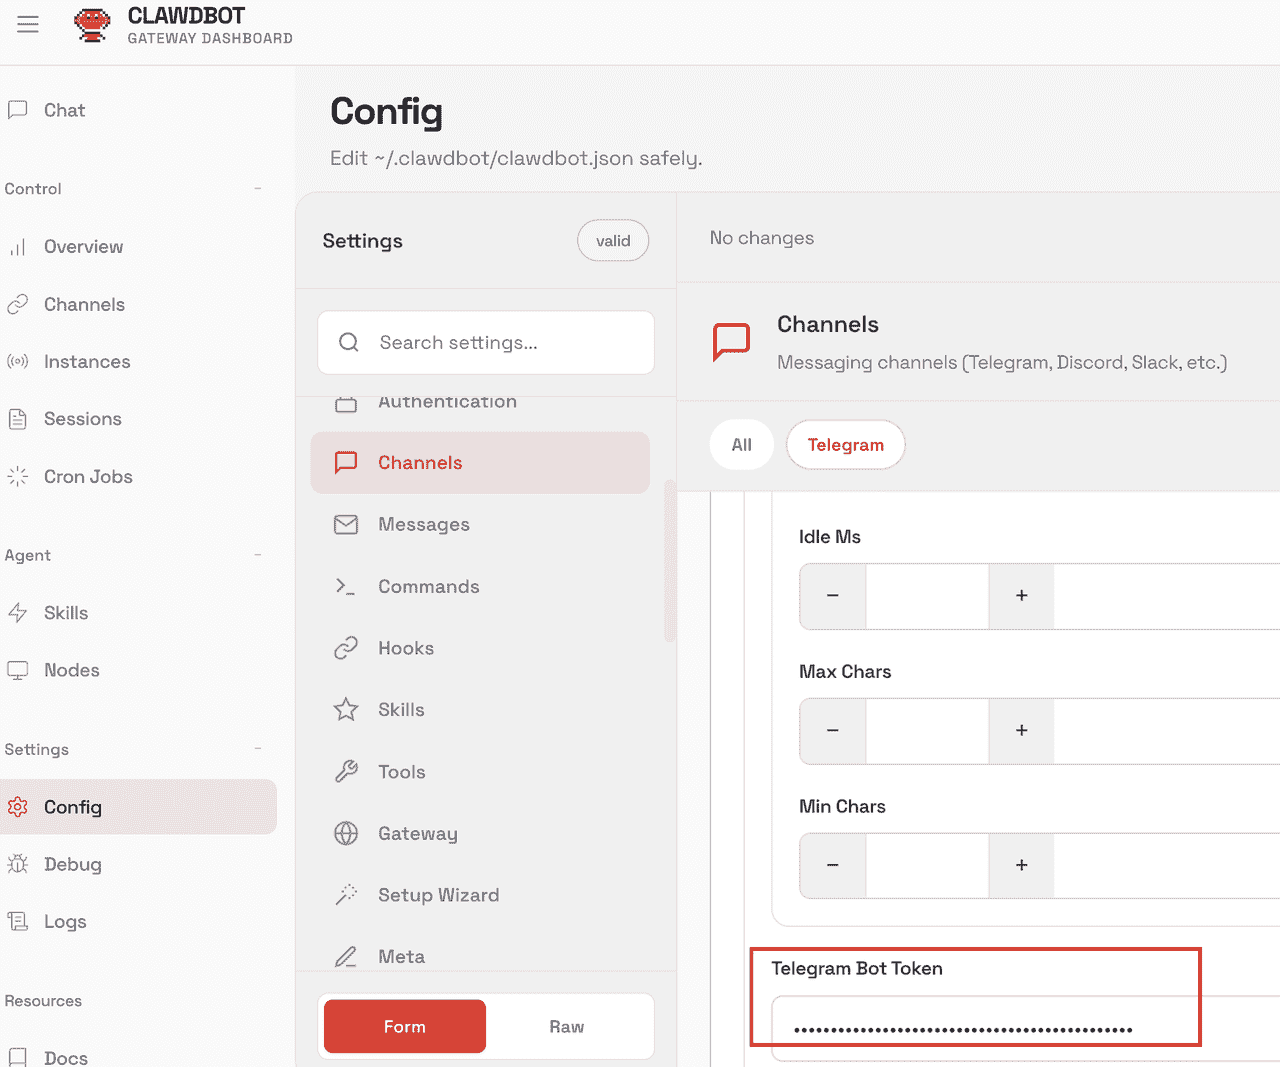 CLAWDBOT
GATEWAY DASHBOARD
Chat
Control
Overview
Channels
Instances
Sessions
Cron Jobs
Agent
Skills
Nodes
Settings
Config
Debug
Logs
Resources
Docs
Config
Edit ~/.clawdbot/clawdbot.json safely.
Settings
valid
Search settings...
Authentication
Channels
Messages
Commands
Hooks
Skills
Tools
Gateway
Setup Wizard
Meta
Form
Raw
No changes
Channels
Messaging channels (Telegram, Discord, Slack, etc.)
All
Telegram
Idle Ms
− +
Max Chars
− +
Min Chars
− +
Telegram Bot Token